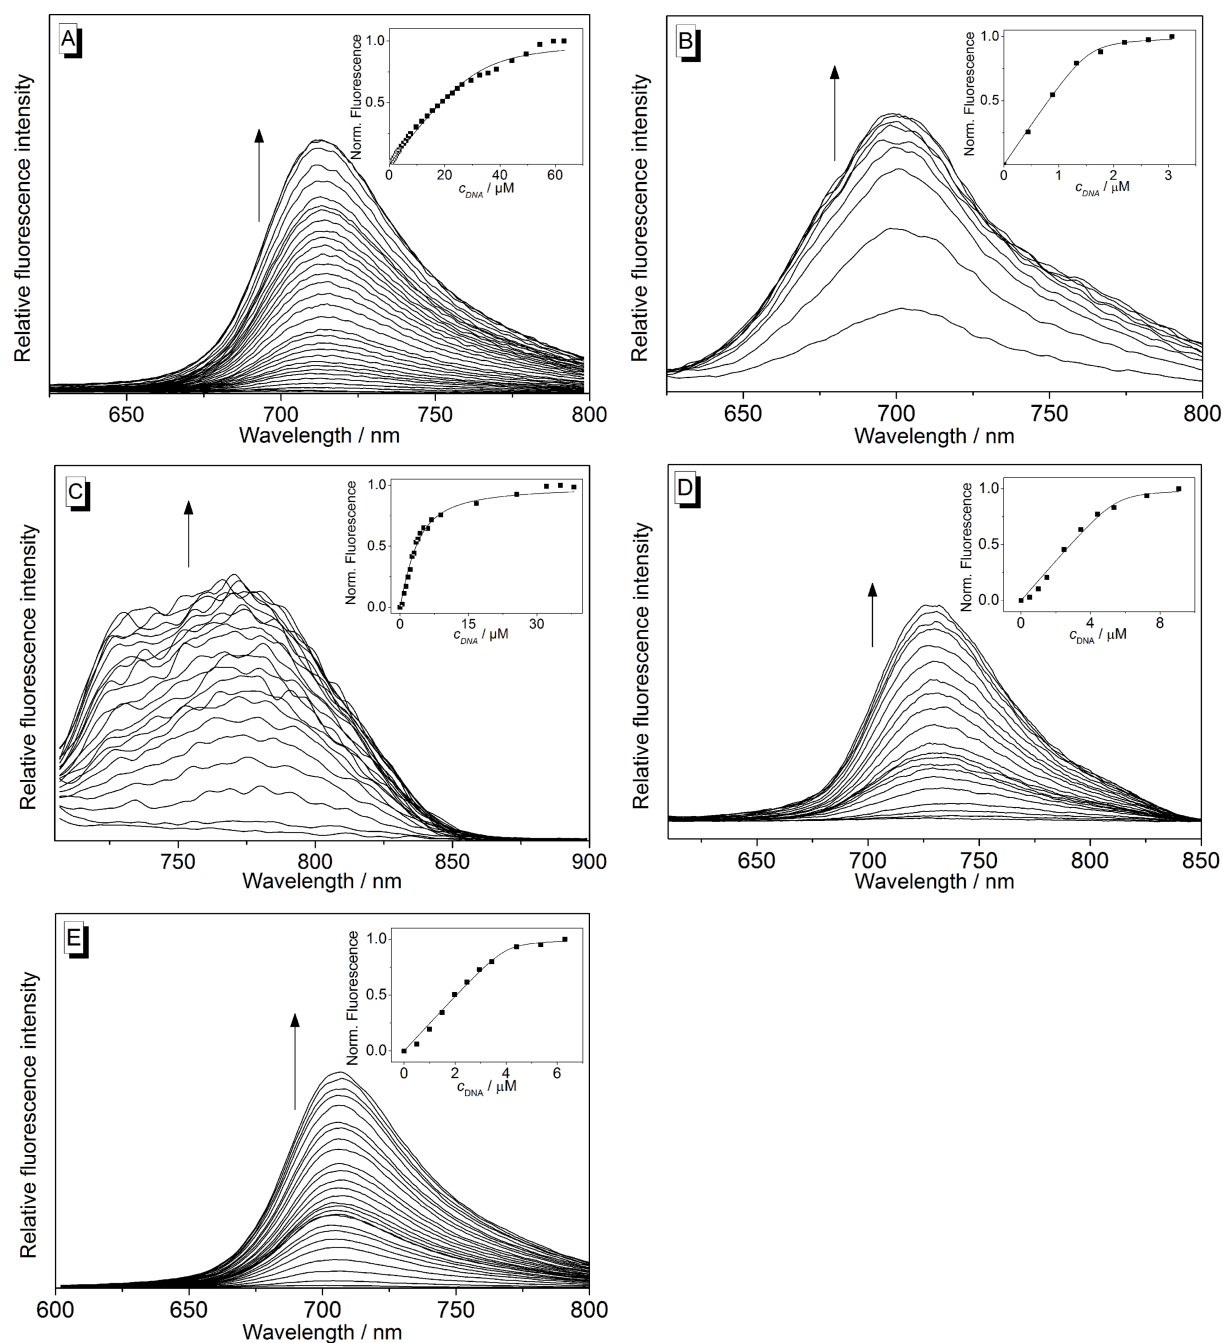 A
Relative fluorescence intensity
Norm. Fluorescence
1.0
0.5
0 20 40 60
c_DNA / µM
650 700 750 800
Wavelength / nm
B
Relative fluorescence intensity
Norm. Fluorescence
1.0
0.5
0 1 2 3
c_DNA / µM
650 700 750 800
Wavelength / nm
C
Relative fluorescence intensity
Norm. Fluorescence
1.0
0.5
0.0
0 15 30
c_DNA / µM
750 800 850 900
Wavelength / nm
D
Relative fluorescence intensity
Norm. Fluorescence
1.0
0.5
0.0
0 4 8
c_DNA / µM
650 700 750 800 850
Wavelength / nm
E
Relative fluorescence intensity
Norm. Fluorescence
1.0
0.5
0.0
0 2 4 6
c_DNA / µM
600 650 700 750 800
Wavelength / nm